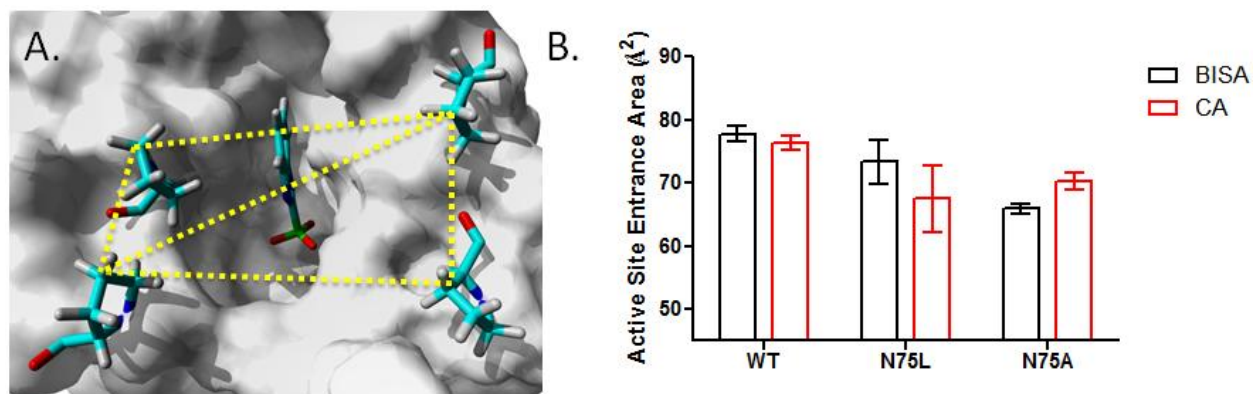 A.
B.
Active Site Entrance Area (Å²)
90
80
70
60
50
WT
N75L
N75A
BISA
CA